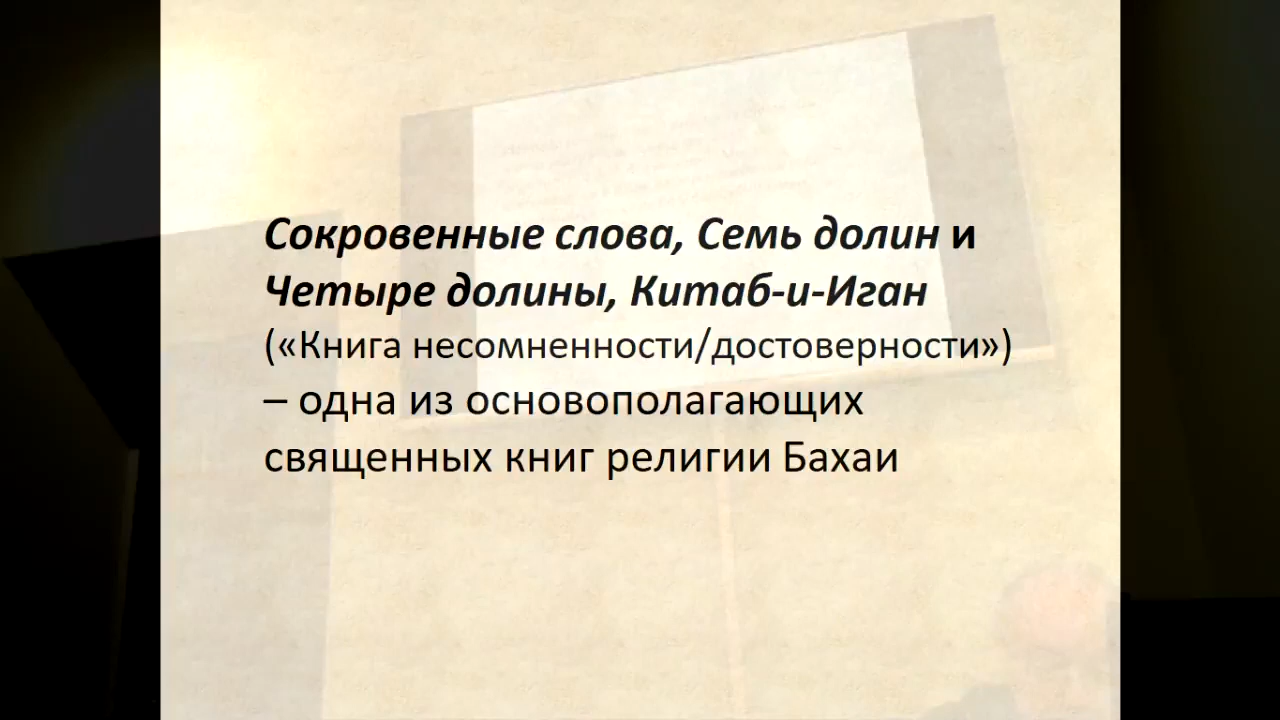 Сокровенные слова, Семь долин и
Четыре долины, Китаб-и-Иган
(«Книга несомненности/достоверности»)
– одна из основополагающих
священных книг религии Бахаи